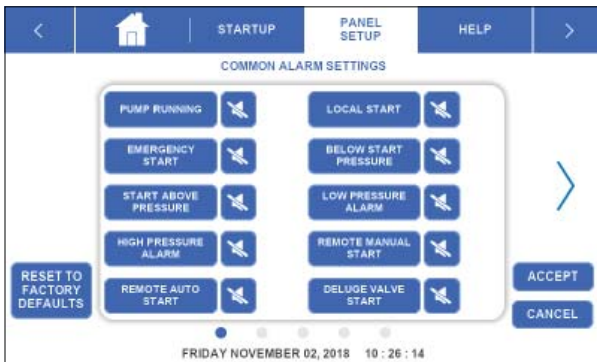 STARTUP
PANEL
SETUP
HELP
COMMON ALARM SETTINGS
PUMP RUNNING
LOCAL START
EMERGENCY
START
BELOW START
PRESSURE
START ABOVE
PRESSURE
LOW PRESSURE
ALARM
HIGH PRESSURE
ALARM
REMOTE MANUAL
START
REMOTE AUTO
START
DELUGE VALVE
START
RESET TO
FACTORY
DEFAULTS
ACCEPT
CANCEL
FRIDAY NOVEMBER 02, 2018 10 : 26 : 14